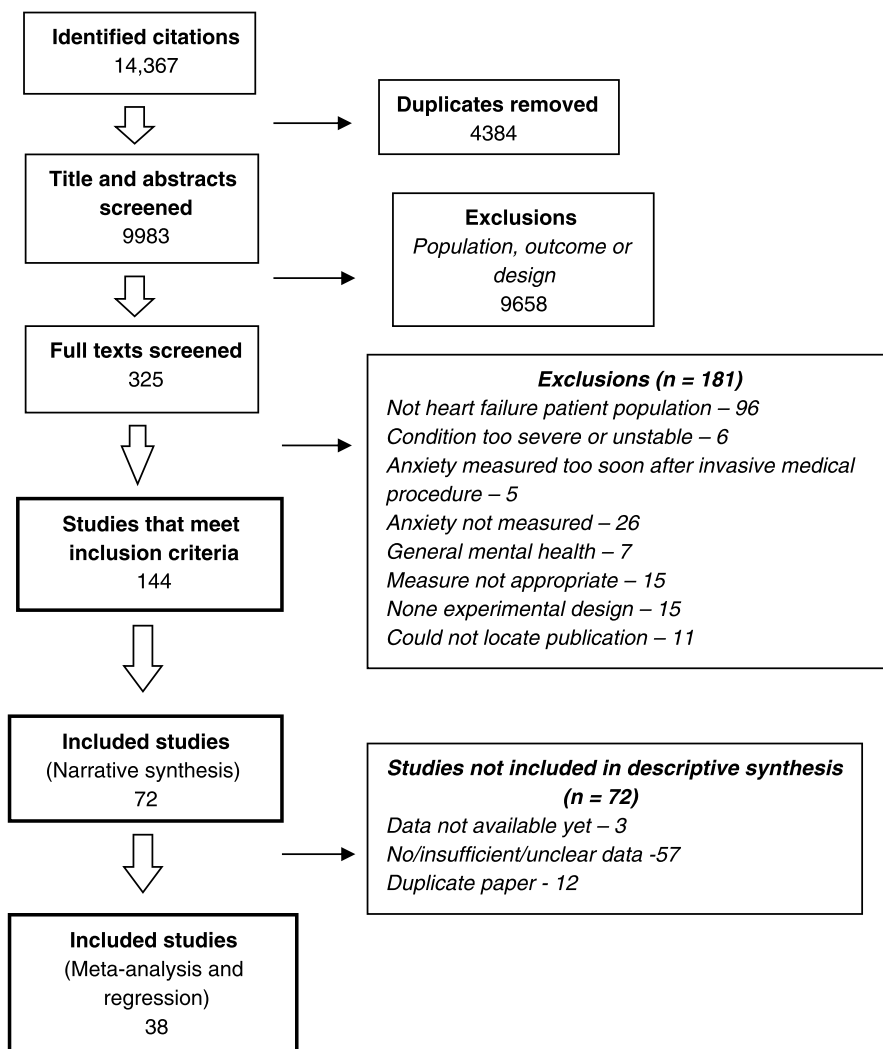 Identified citations
14,367
Duplicates removed
4384
Title and abstracts
screened
9983
Exclusions
Population, outcome or
design
9658
Full texts screened
325
Exclusions (n = 181)
Not heart failure patient population – 96
Condition too severe or unstable – 6
Anxiety measured too soon after invasive medical
procedure – 5
Anxiety not measured – 26
General mental health – 7
Measure not appropriate – 15
None experimental design – 15
Could not locate publication – 11
Studies that meet
inclusion criteria
144
Included studies
(Narrative synthesis)
72
Studies not included in descriptive synthesis
(n = 72)
Data not available yet – 3
No/insufficient/unclear data -57
Duplicate paper - 12
Included studies
(Meta-analysis and
regression)
38